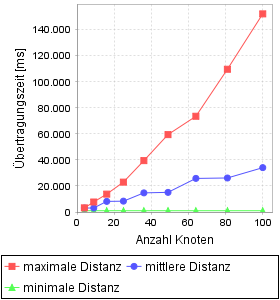 140.000
120.000
100.000
80.000
60.000
40.000
20.000
0
Übertragungszeit [ms]
0 20 40 60 80 100
Anzahl Knoten
maximale Distanz mittlere Distanz
minimale Distanz